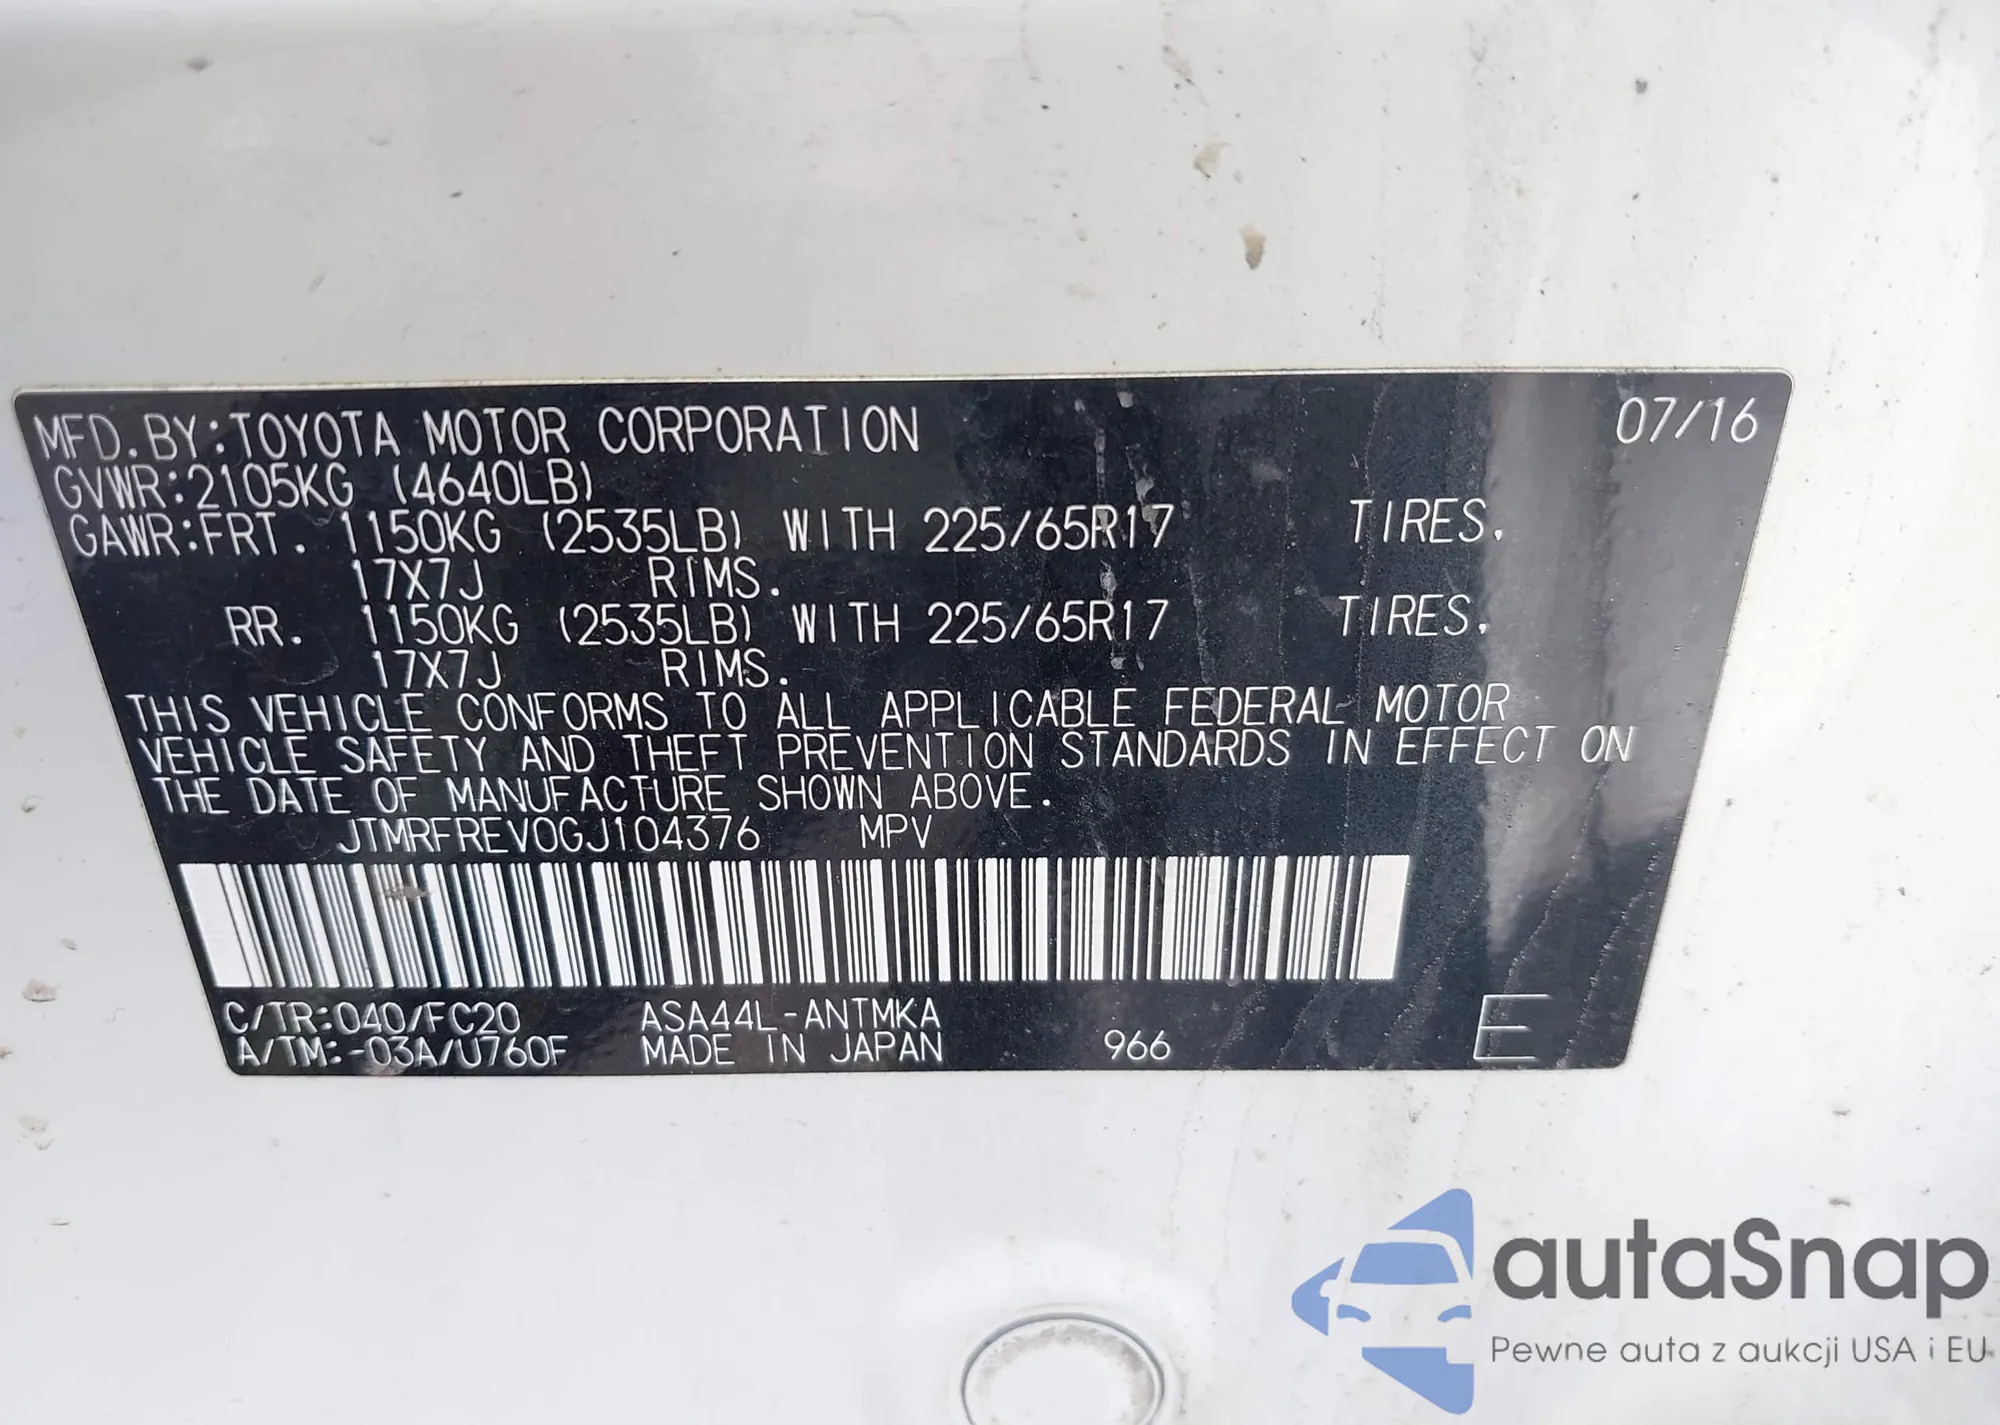 MFD. BY: TOYOTA MOTOR CORPORATION 07/16
GVWR: 2105KG (4640LB)
GAWR: FRT. 1150KG (2535LB) WITH 225/65R17 TIRES.
17X7J RIMS.
RR. 1150KG (2535LB) WITH 225/65R17 TIRES.
17X7J RIMS.
THIS VEHICLE CONFORMS TO ALL APPLICABLE FEDERAL MOTOR
VEHICLE SAFETY AND THEFT PREVENTION STANDARDS IN EFFECT ON
THE DATE OF MANUFACTURE SHOWN ABOVE.
JTMRFREV0GJ104376 MPV
C/TR: 040/FC20 ASA44L-ANTMKA
A/TM: -03A/U760F MADE IN JAPAN 966 E
autaSnap
Pewne auta z aukcji USA i EU